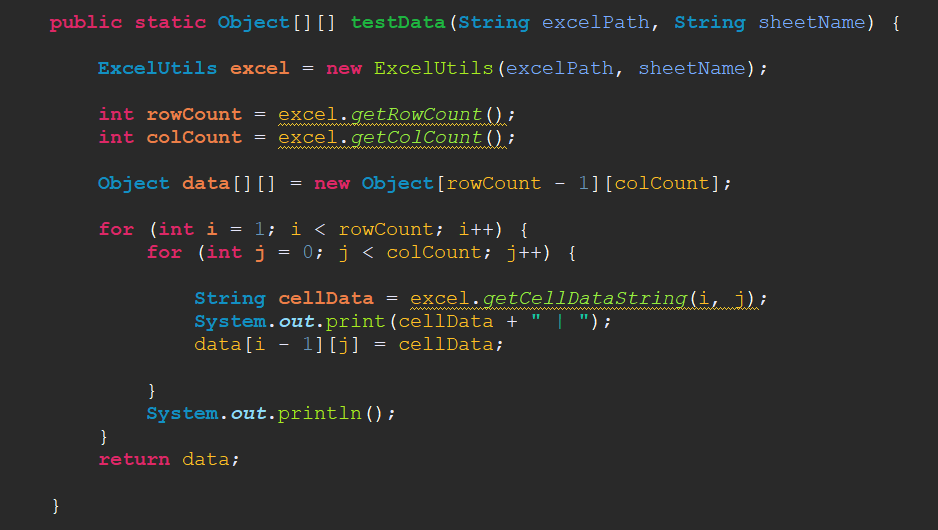 public static Object[][] testData(String excelPath, String sheetName) {
ExcelUtils excel = new ExcelUtils(excelPath, sheetName);
int rowCount = excel.getRowCount();
int colCount = excel.getColCount();
Object data[][] = new Object[rowCount - 1][colCount];
for (int i = 1; i < rowCount; i++) {
for (int j = 0; j < colCount; j++) {
String cellData = excel.getCellDataString(i, j);
System.out.print(cellData + " | ");
data[i - 1][j] = cellData;
}
System.out.println();
}
return data;
}